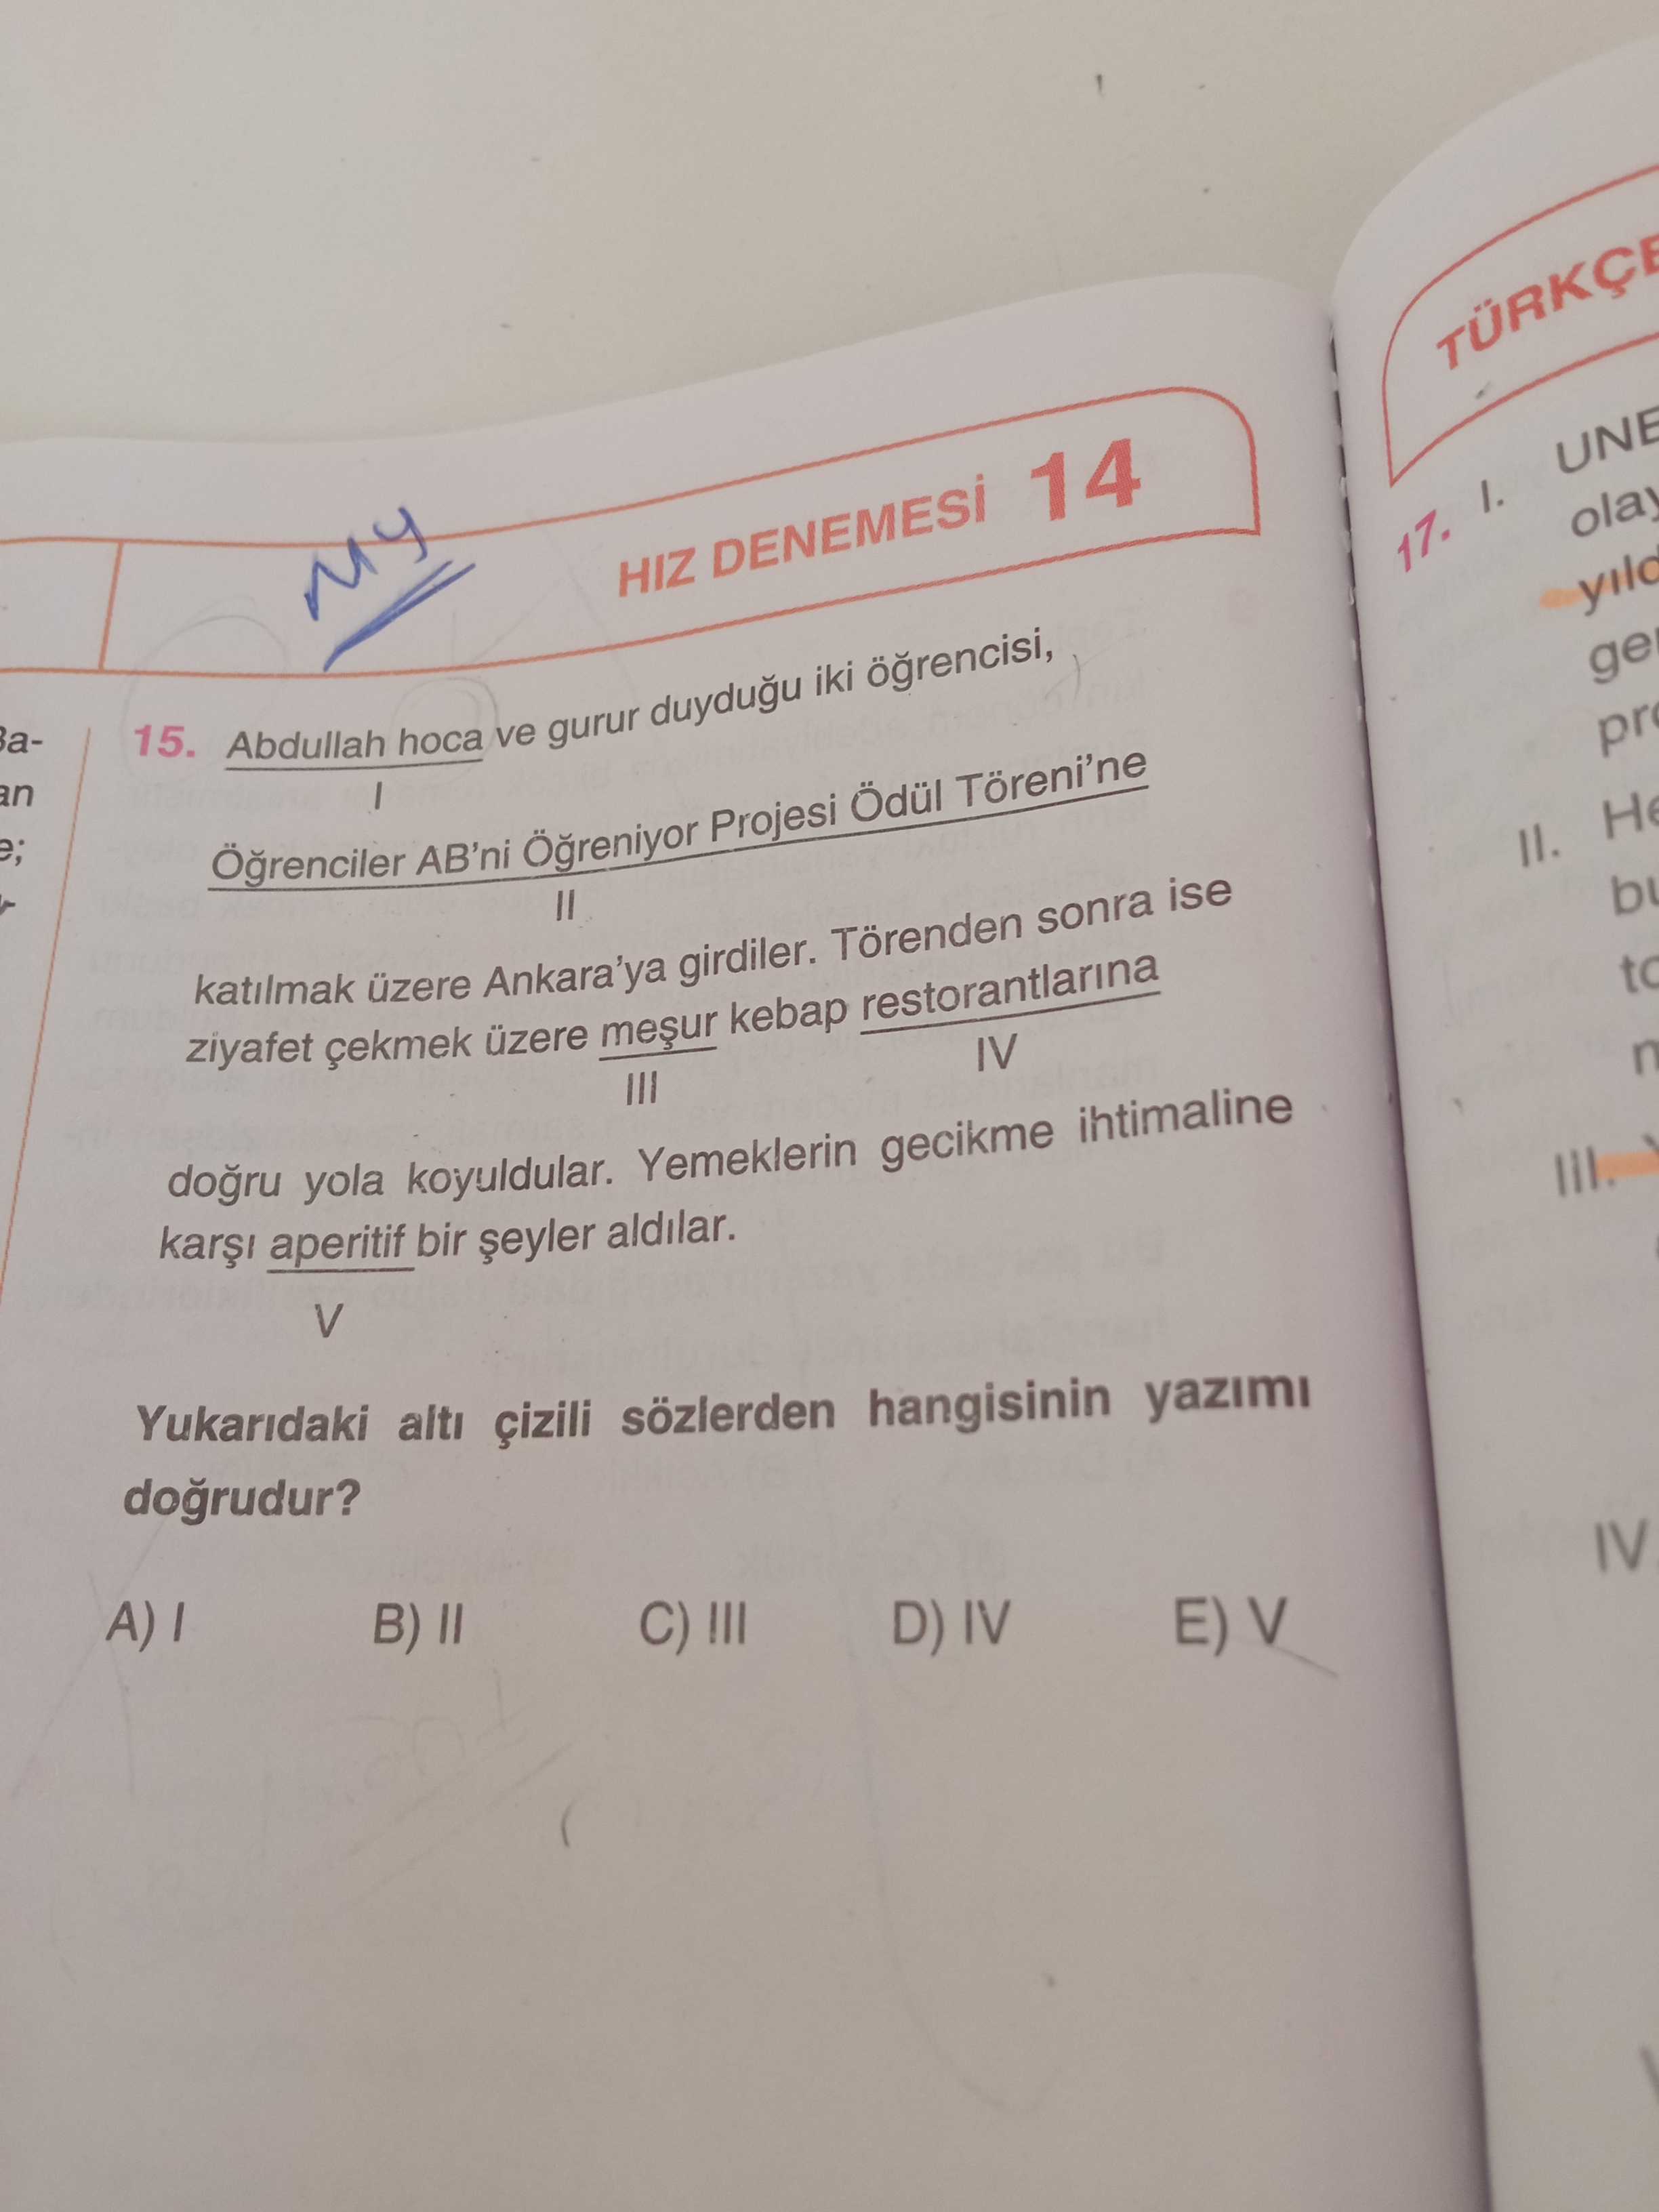 My
HIZ DENEMESİ 14
15. Abdullah hoca ve gurur duyduğu iki öğrencisi,
I
Öğrenciler AB'ni Öğreniyor Projesi Ödül Töreni'ne
II
katılmak üzere Ankara'ya girdiler. Törenden sonra ise
ziyafet çekmek üzere meşur kebap restorantlarına
III IV
doğru yola koyuldular. Yemeklerin gecikme ihtimaline
karşı aperitif bir şeyler aldılar.
V
Yukarıdaki altı çizili sözlerden hangisinin yazımı
doğrudur?
A) I B) II C) III D) IV E) V
an
TÜRKÇE
17. I. UNE
olay
II. He
bu
III.
IV.